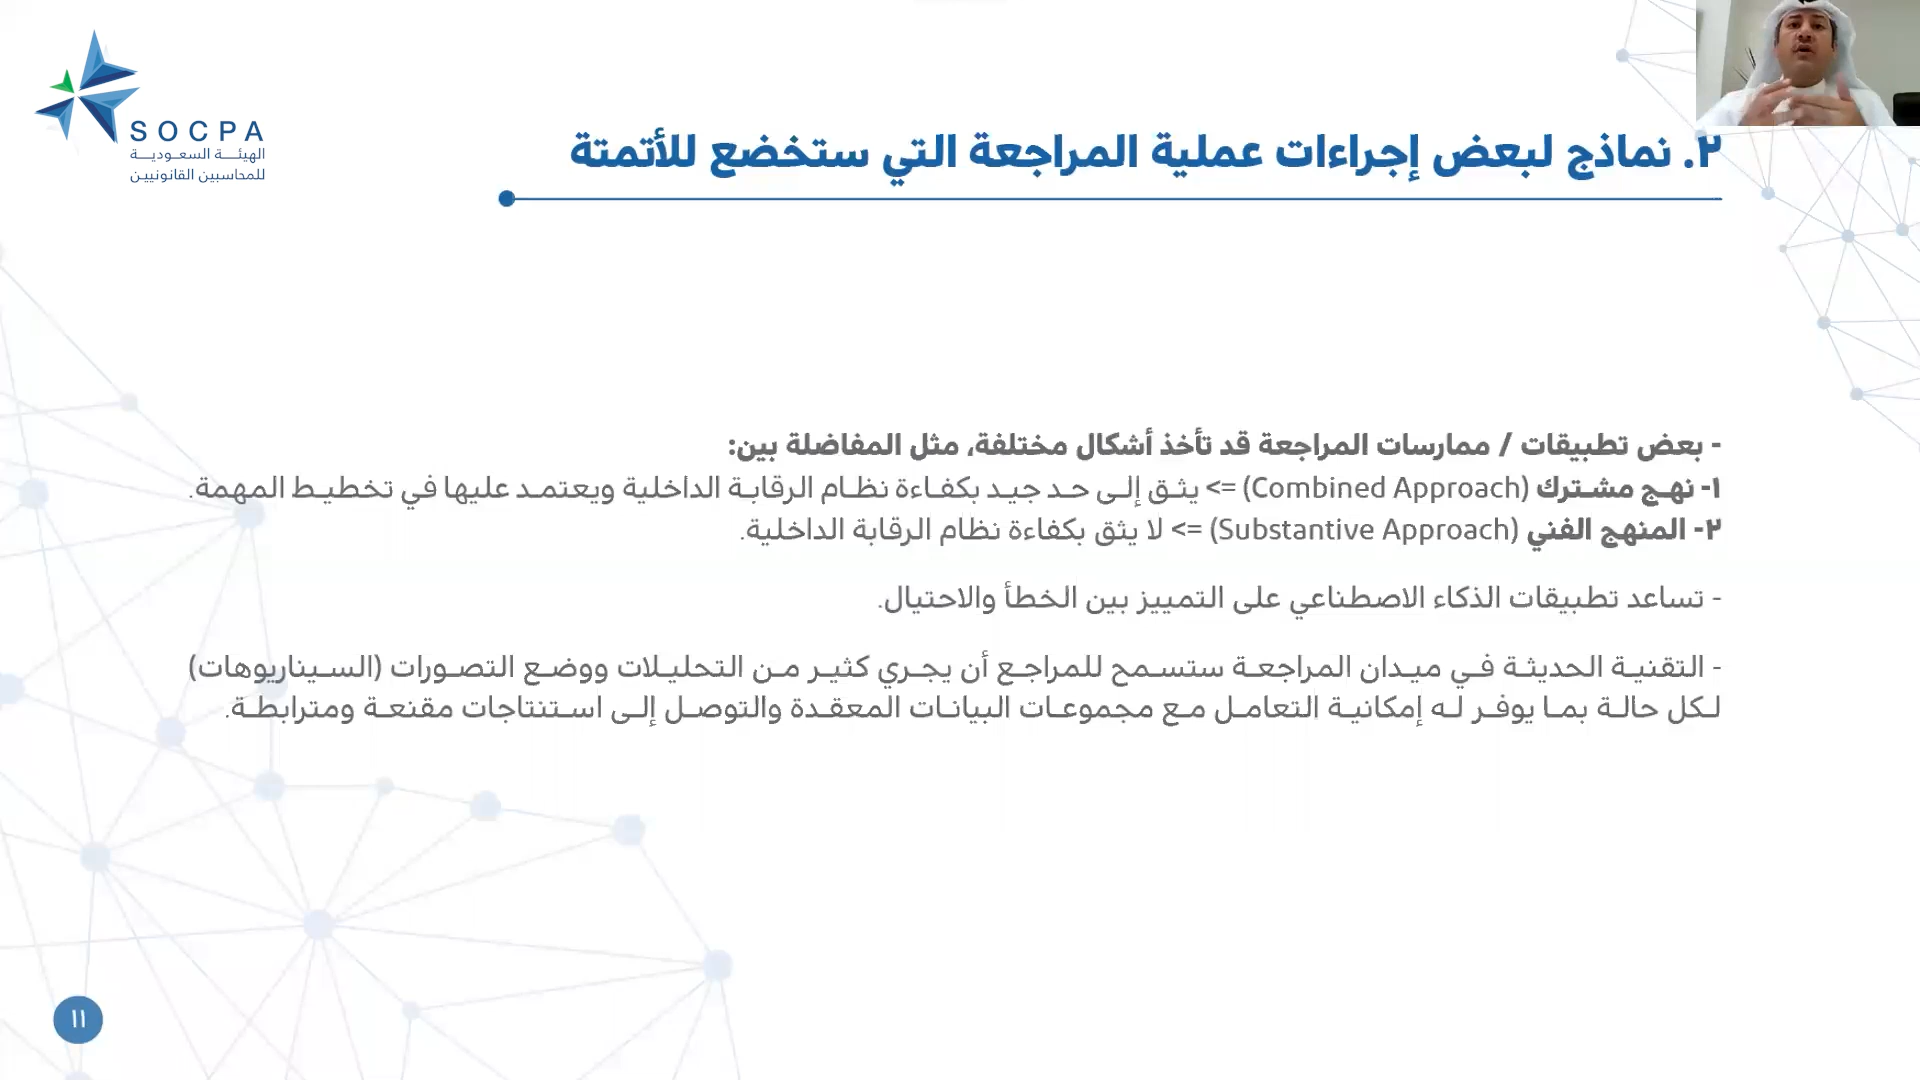 SOCPA
الهيئة السعودية
للمحاسبين القانونيين
٢. نماذج لبعض إجراءات عملية المراجعة التي ستخضع للأتمتة
- بعض تطبيقات / ممارسات المراجعة قد تأخذ أشكال مختلفة، مثل المفاضلة بين:
١- نهج مشترك (Combined Approach) => يثق إلى حد جيد بكفاءة نظام الرقابة الداخلية ويعتمد عليها في تخطيط المهمة.
٢- المنهج الفني (Substantive Approach) => لا يثق بكفاءة نظام الرقابة الداخلية.
- تساعد تطبيقات الذكاء الاصطناعي على التمييز بين الخطأ والاحتيال.
- التقنية الحديثة في ميدان المراجعة ستسمح للمراجع أن يجري كثير من التحليلات ووضع التصورات (السيناريوهات)
لكل حالة بما يوفر له إمكانية التعامل مع مجموعات البيانات المعقدة والتوصل إلى استنتاجات مقنعة ومترابطة.
١١